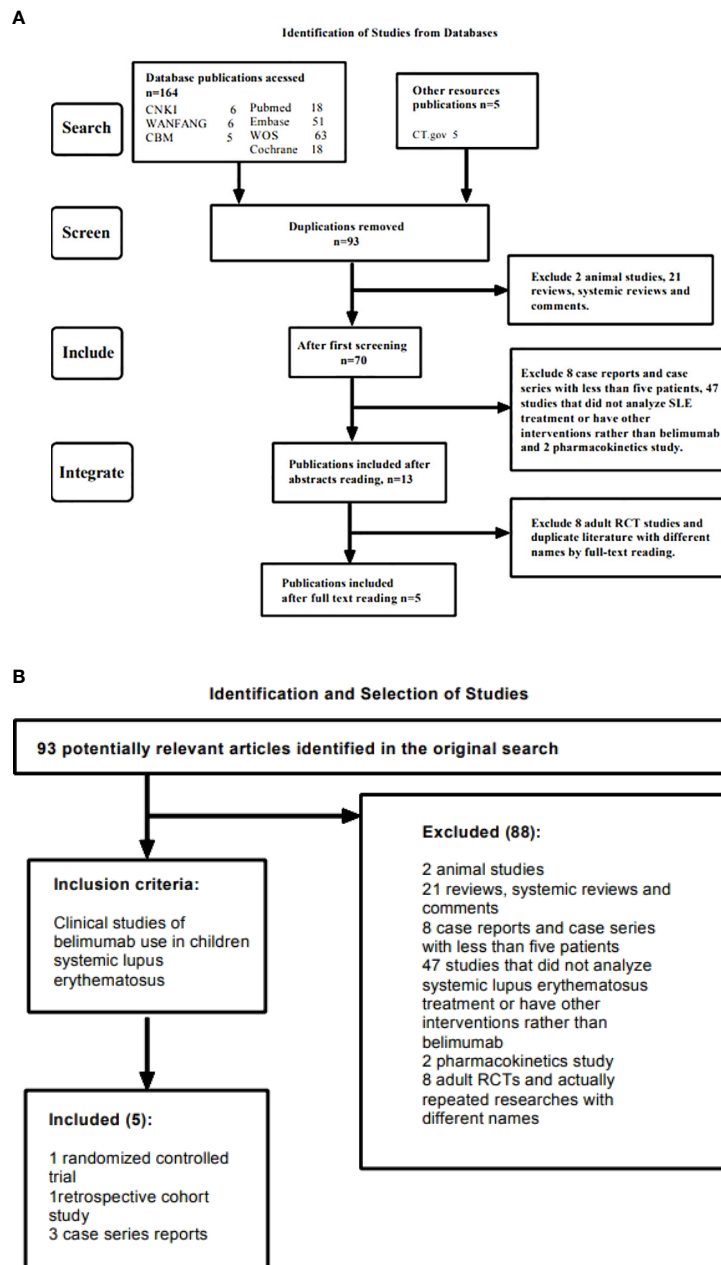 A
Identification of Studies from Databases
Search
Database publications acessed
n=164
CNKI 6 Pubmed 18
WANFANG 6 Embase 51
CBM 5 WOS 63
Cochrane 18
Other resources
publications n=5
CT.gov 5
Screen
Duplications removed
n=93
Exclude 2 animal studies, 21
reviews, systemic reviews and
comments.
Include
After first screening
n=70
Exclude 8 case reports and case
series with less than five patients, 47
studies that did not analyze SLE
treatment or have other
interventions rather than belimumab
and 2 pharmacokinetics study.
Integrate
Publications included after
abstracts reading, n=13
Exclude 8 adult RCT studies and
duplicate literature with different
names by full-text reading.
Publications included
after full text reading n=5
B
Identification and Selection of Studies
93 potentially relevant articles identified in the original search
Inclusion criteria:
Clinical studies of
belimumab use in children
systemic lupus
erythematosus
Excluded (88):
2 animal studies
21 reviews, systemic reviews and
comments
8 case reports and case series
with less than five patients
47 studies that did not analyze
systemic lupus erythematosus
treatment or have other
interventions rather than
belimumab
2 pharmacokinetics study
8 adult RCTs and actually
repeated researches with
different names
Included (5):
1 randomized controlled
trial
1retrospective cohort
study
3 case series reports